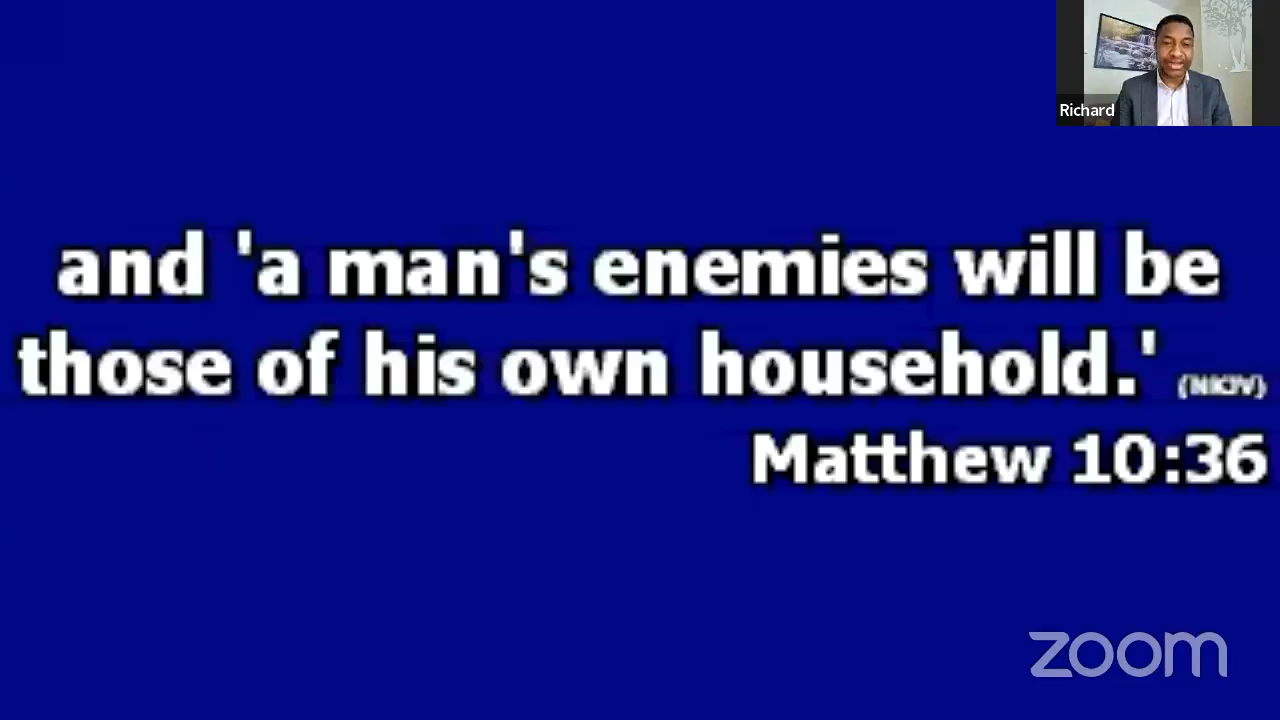 Richard
and 'a man's enemies will be
those of his own household.' (NKJV)
Matthew 10:36
zoom